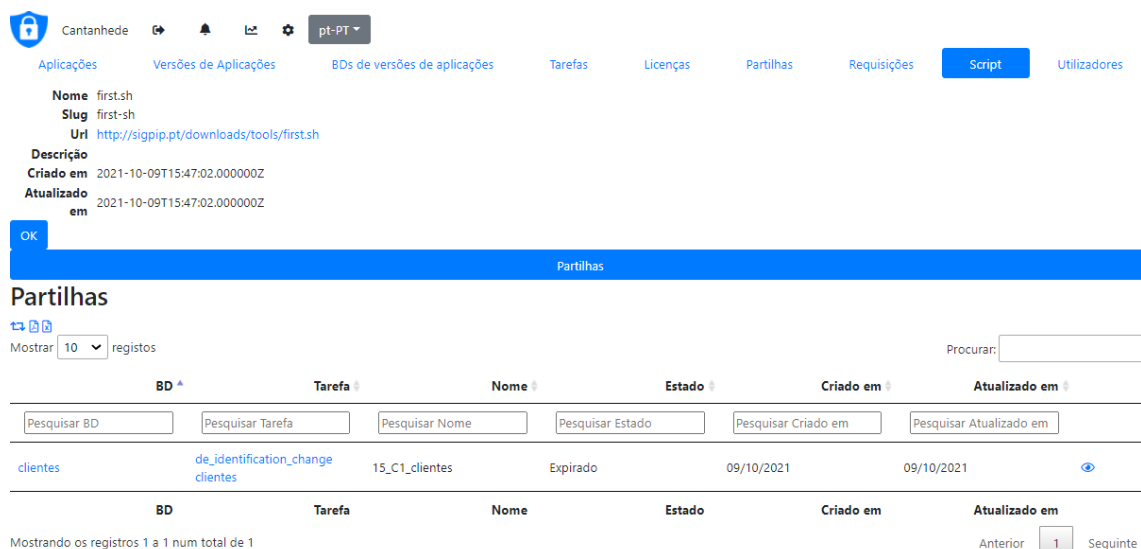 Cantanhede pt-PT
Aplicações Versões de Aplicações BDs de versões de aplicações Tarefas Licenças Partilhas Requisições Script Utilizadores
Nome first.sh
Slug first-sh
Url http://sigpip.pt/downloads/tools/first.sh
Descrição
Criado em 2021-10-09T15:47:02.000000Z
Atualizado em 2021-10-09T15:47:02.000000Z
OK
Partilhas
Partilhas
Mostrar 10 registos Procurar:
BD Tarefa Nome Estado Criado em Atualizado em
Pesquisar BD Pesquisar Tarefa Pesquisar Nome Pesquisar Estado Pesquisar Criado em Pesquisar Atualizado em
clientes de_identification_change clientes 15_C1_clientes Expirado 09/10/2021 09/10/2021
BD Tarefa Nome Estado Criado em Atualizado em
Mostrando os registros 1 a 1 num total de 1 Anterior 1 Seguinte